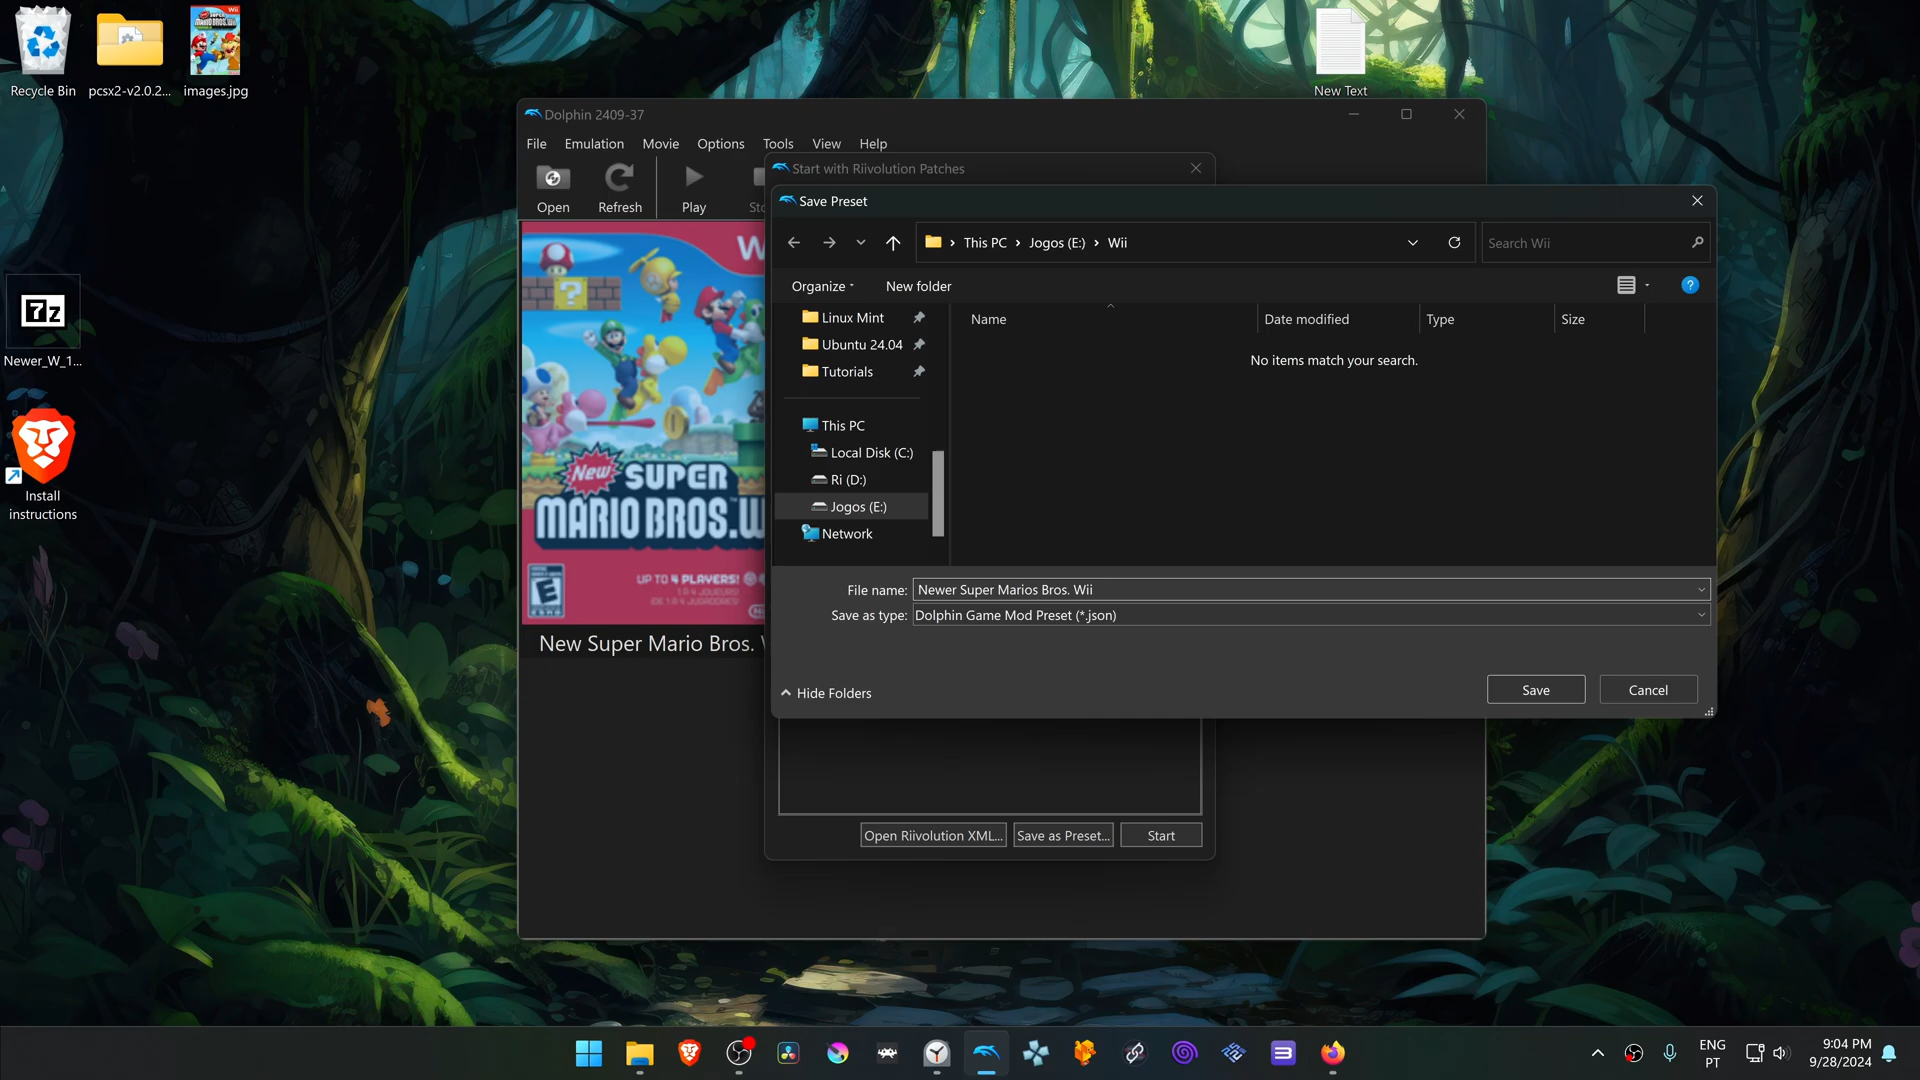 Recycle Bin
pcsx2-v2.0.2...
images.jpg
New Text
Newer_W_1...
Install
instructions
Dolphin 2409-37
File
Emulation
Movie
Options
Tools
View
Help
Open
Refresh
Play
Sto
Start with Riivolution Patches
Save Preset
This PC
Jogos (E:)
Wii
Search Wii
Organize
New folder
Linux Mint
Ubuntu 24.04
Tutorials
This PC
Local Disk (C:)
Ri (D:)
Jogos (E:)
Network
Name
Date modified
Type
Size
No items match your search.
File name:
Newer Super Marios Bros. Wii
Save as type:
Dolphin Game Mod Preset (*.json)
Hide Folders
Save
Cancel
New
SUPER
MARIO BROS.W
UP TO 4 PLAYERS!
New Super Mario Bros. W
Open Riivolution XML...
Save as Preset...
Start
ENG
PT
9:04 PM
9/28/2024